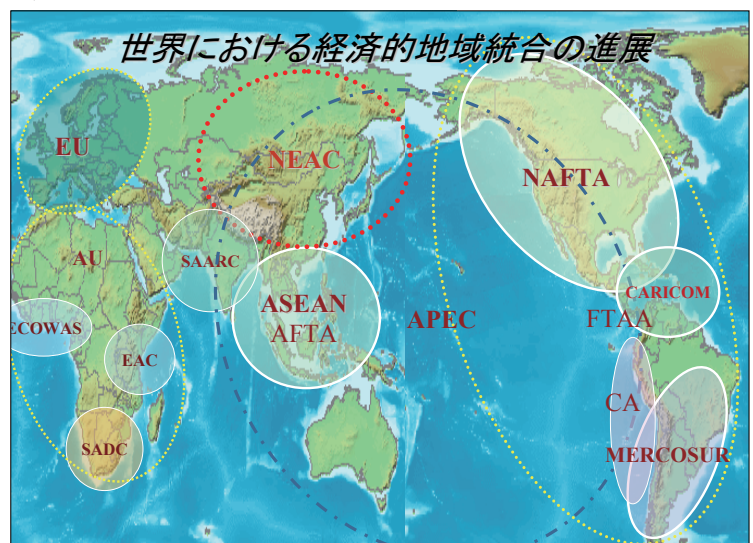 世界における経済的地域統合の進展
EU
NEAC
NAFTA
AU
SAARC
ASEAN
AFTA
APEC
CARICOM
FTAA
ECOWAS
EAC
CA
SADC
MERCOSUR